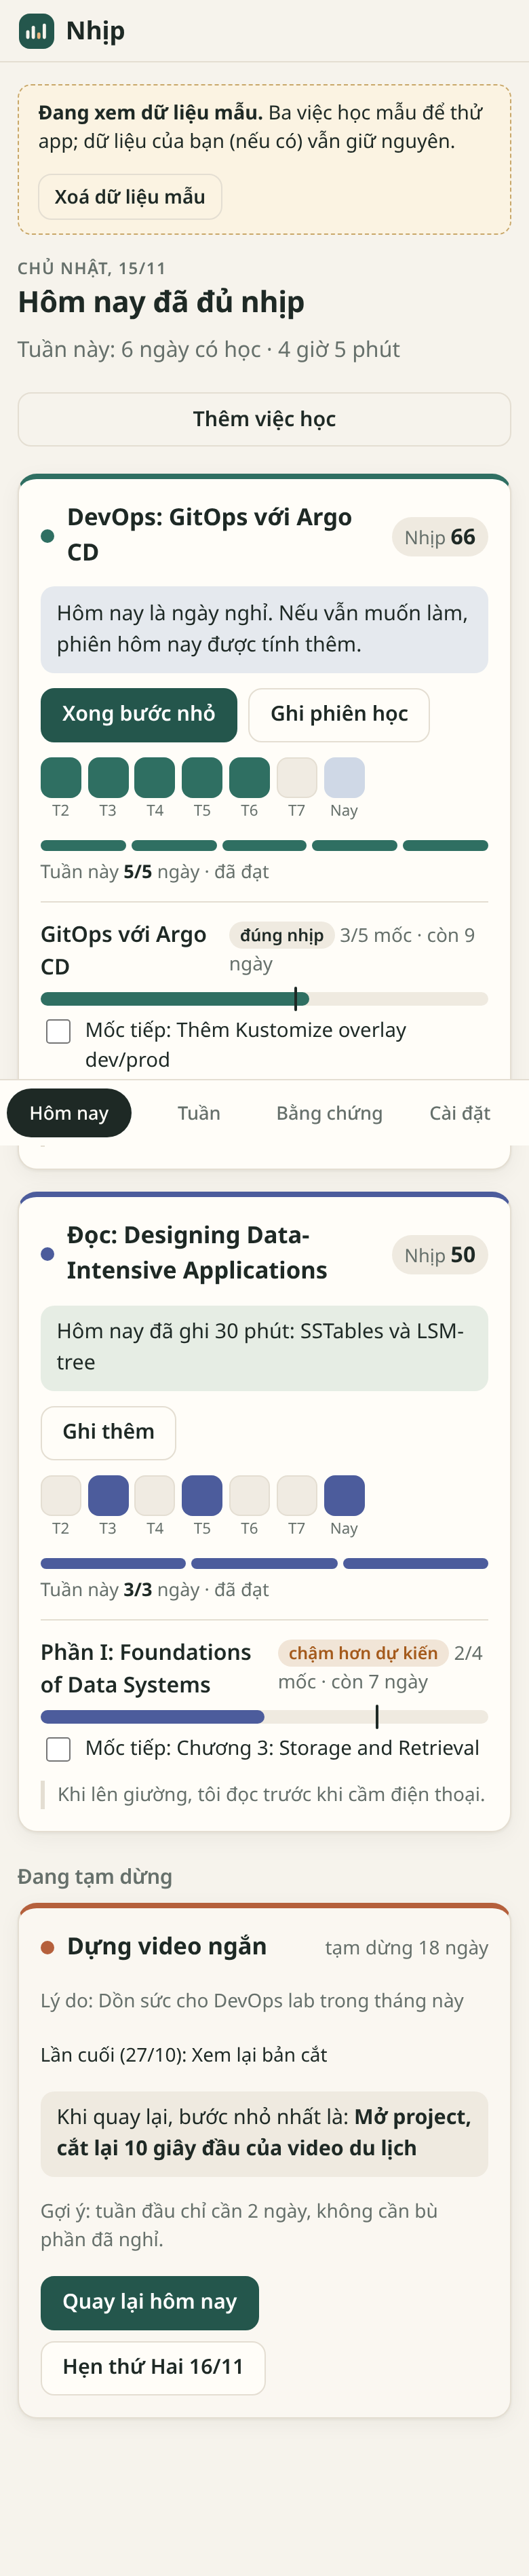 Nhịp
Đang xem dữ liệu mẫu. Ba việc học mẫu để thử
app; dữ liệu của bạn (nếu có) vẫn giữ nguyên.
Xoá dữ liệu mẫu
CHỦ NHẬT, 15/11
Hôm nay đã đủ nhịp
Tuần này: 6 ngày có học · 4 giờ 5 phút
Thêm việc học
DevOps: GitOps với Argo
CD
Nhịp 66
Hôm nay là ngày nghỉ. Nếu vẫn muốn làm,
phiên hôm nay được tính thêm.
Xong bước nhỏ
Ghi phiên học
T2 T3 T4 T5 T6 T7 Nay
Tuần này 5/5 ngày · đã đạt
GitOps với Argo
CD
đúng nhịp 3/5 mốc · còn 9
ngày
Mốc tiếp: Thêm Kustomize overlay
dev/prod
Hôm nay Tuần Bằng chứng Cài đặt
Đọc: Designing Data-
Intensive Applications
Nhịp 50
Hôm nay đã ghi 30 phút: SSTables và LSM-
tree
Ghi thêm
T2 T3 T4 T5 T6 T7 Nay
Tuần này 3/3 ngày · đã đạt
Phần I: Foundations
of Data Systems
chậm hơn dự kiến 2/4
mốc · còn 7 ngày
Mốc tiếp: Chương 3: Storage and Retrieval
Khi lên giường, tôi đọc trước khi cầm điện thoại.
Đang tạm dừng
Dựng video ngắn
tạm dừng 18 ngày
Lý do: Dồn sức cho DevOps lab trong tháng này
Lần cuối (27/10): Xem lại bản cắt
Khi quay lại, bước nhỏ nhất là: Mở project,
cắt lại 10 giây đầu của video du lịch
Gợi ý: tuần đầu chỉ cần 2 ngày, không cần bù
phần đã nghỉ.
Quay lại hôm nay
Hẹn thứ Hai 16/11